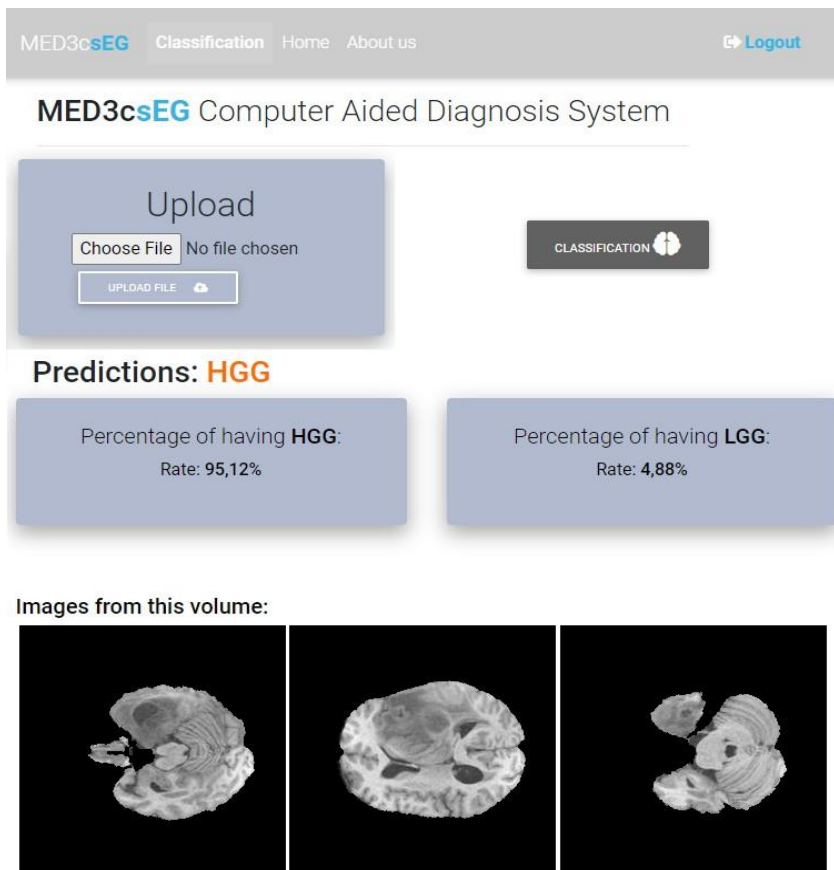 MED3csEG Classification Home About us Logout
MED3csEG Computer Aided Diagnosis System
Upload
Choose File No file chosen
UPLOAD FILE
CLASSIFICATION
Predictions: HGG
Percentage of having HGG:
Rate: 95,12%
Percentage of having LGG:
Rate: 4,88%
Images from this volume: